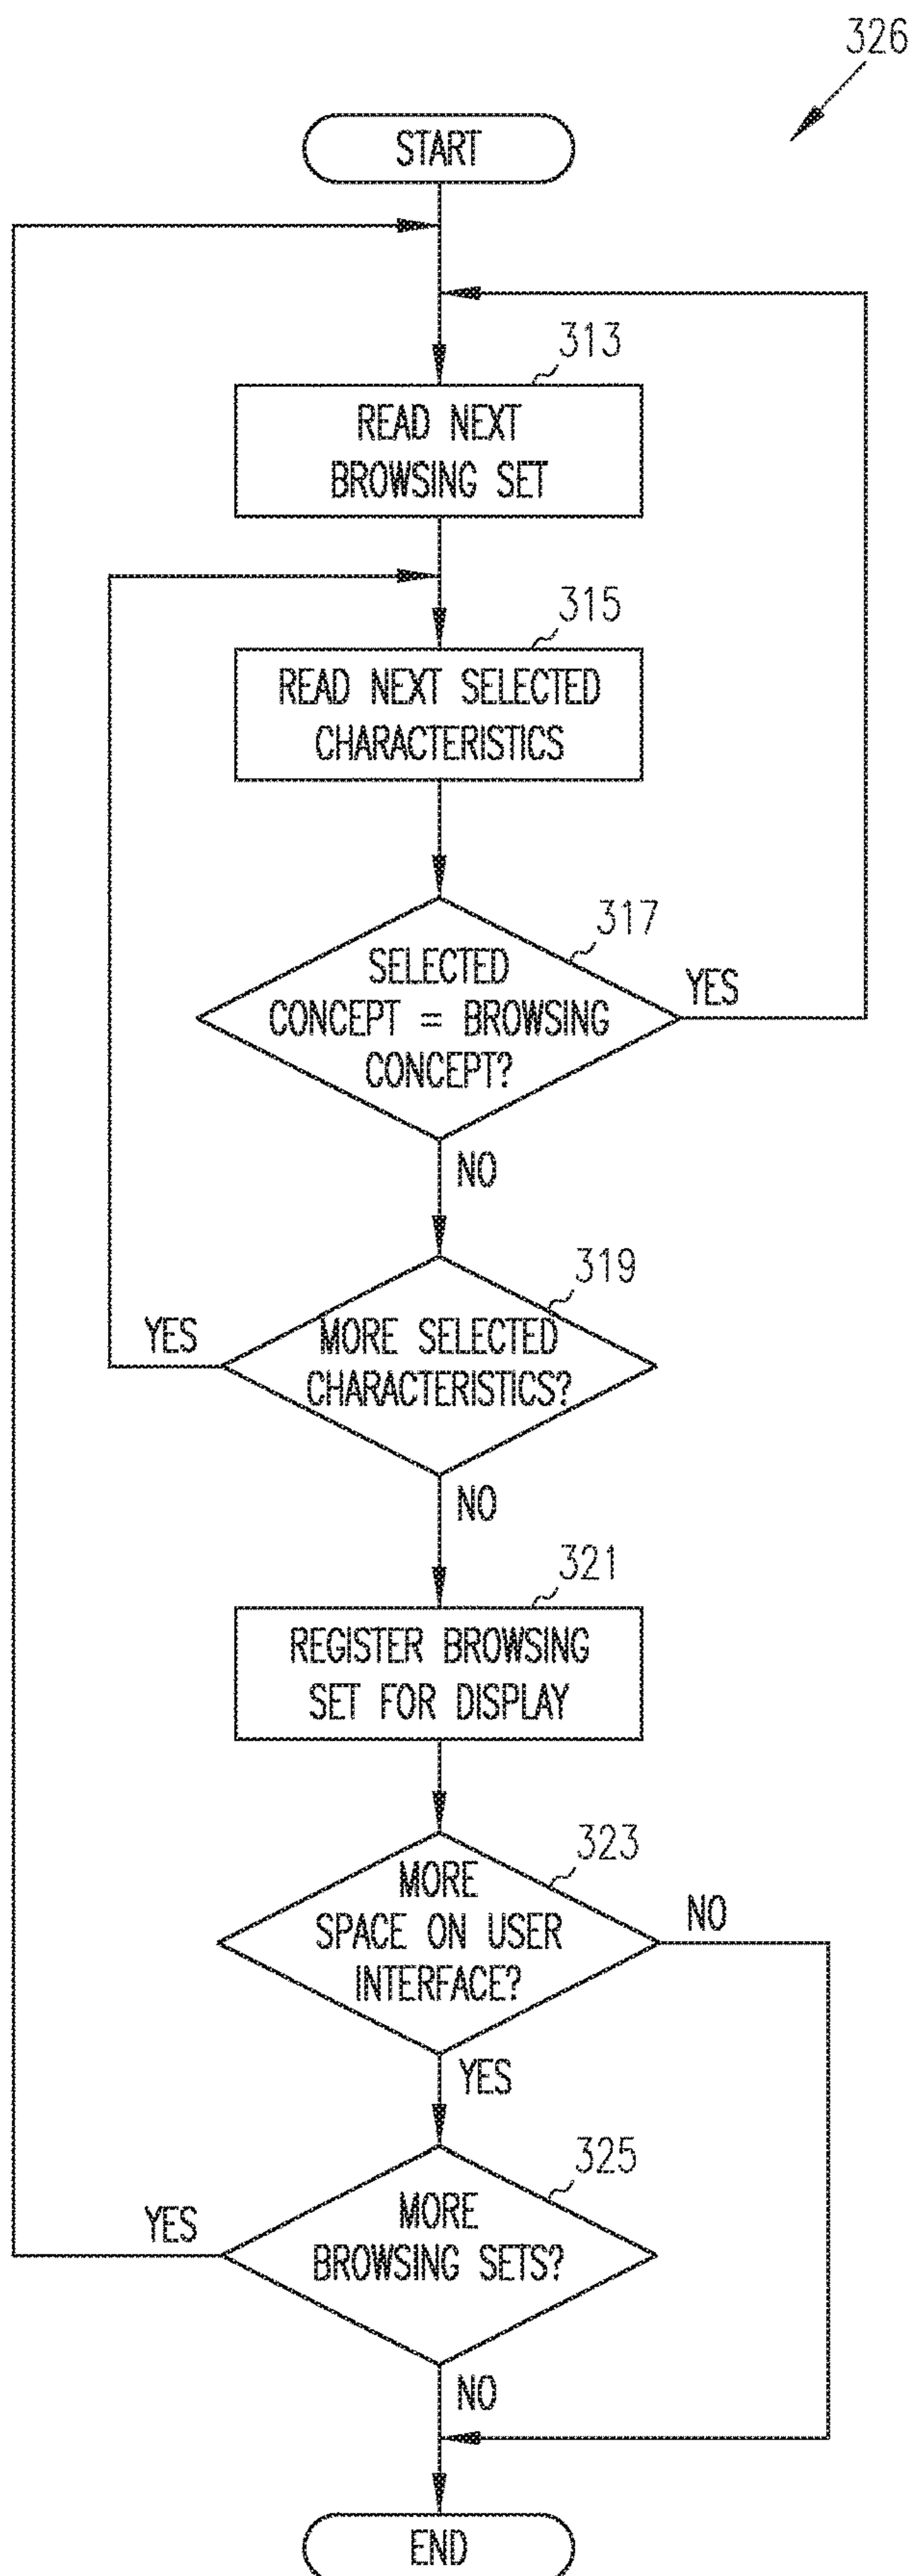 326
START
313
READ NEXT
BROWSING SET
315
READ NEXT SELECTED
CHARACTERISTICS
317
SELECTED
CONCEPT = BROWSING
CONCEPT?
YES
NO
319
YES
MORE SELECTED
CHARACTERISTICS?
NO
321
REGISTER BROWSING
SET FOR DISPLAY
323
MORE
SPACE ON USER
INTERFACE?
NO
YES
325
YES
MORE
BROWSING SETS?
NO
END